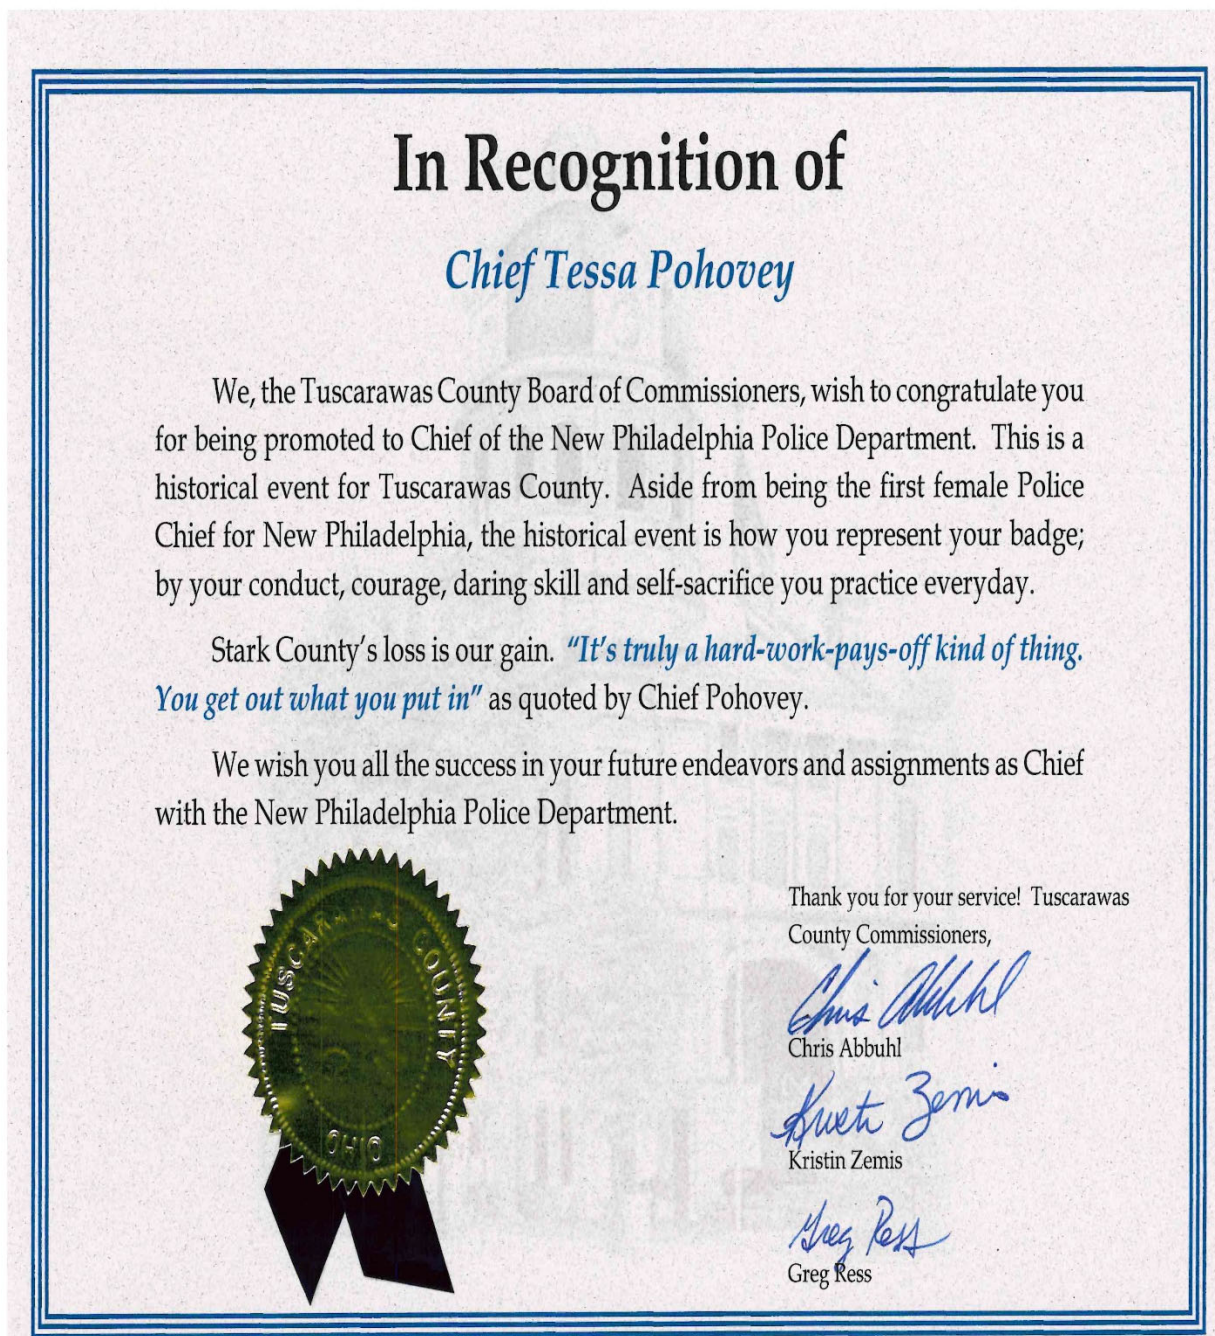 In Recognition of
Chief Tessa Pohovey
We, the Tuscarawas County Board of Commissioners, wish to congratulate you
for being promoted to Chief of the New Philadelphia Police Department. This is a
historical event for Tuscarawas County. Aside from being the first female Police
Chief for New Philadelphia, the historical event is how you represent your badge;
by your conduct, courage, daring skill and self-sacrifice you practice everyday.
Stark County's loss is our gain. "It's truly a hard-work-pays-off kind of thing.
You get out what you put in" as quoted by Chief Pohovey.
We wish you all the success in your future endeavors and assignments as Chief
with the New Philadelphia Police Department.
TUSCARAWAS COUNTY
OHIO
Thank you for your service! Tuscarawas
County Commissioners,
Chris Abbuhl
Chris Abbuhl
Kristin Zemis
Kristin Zemis
Greg Ress
Greg Ress